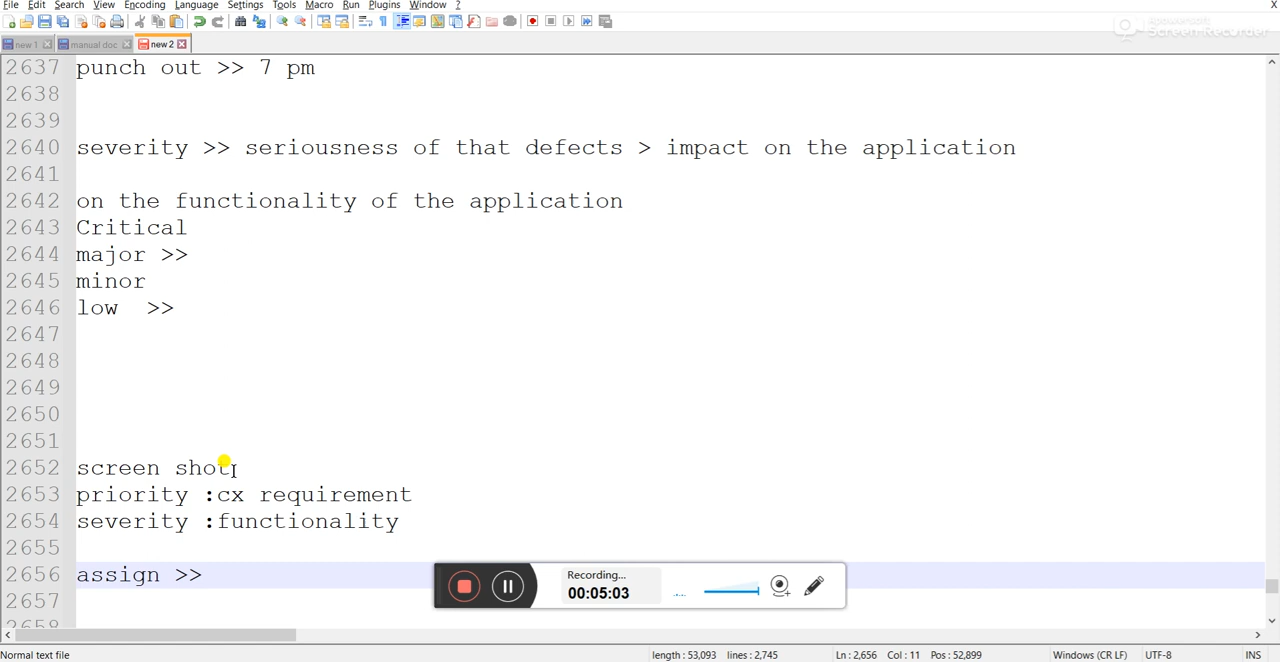 File Edit Search View Encoding Language Settings Tools Macro Run Plugins Window ? X
Apowersoft
Screen Recorder
new 1 manual doc new 2
2637 punch out >> 7 pm
2638
2639
2640 severity >> seriousness of that defects > impact on the application
2641
2642 on the functionality of the application
2643 Critical
2644 major >>
2645 minor
2646 low >>
2647
2648
2649
2650
2651
2652 screen shot
2653 priority :cx requirement
2654 severity :functionality
2655
2656 assign >>
2657
2658
Recording...
00:05:03
Normal text file length : 53,093 lines : 2,745 Ln : 2,656 Col : 11 Pos : 52,899 Windows (CR LF) UTF-8 INS